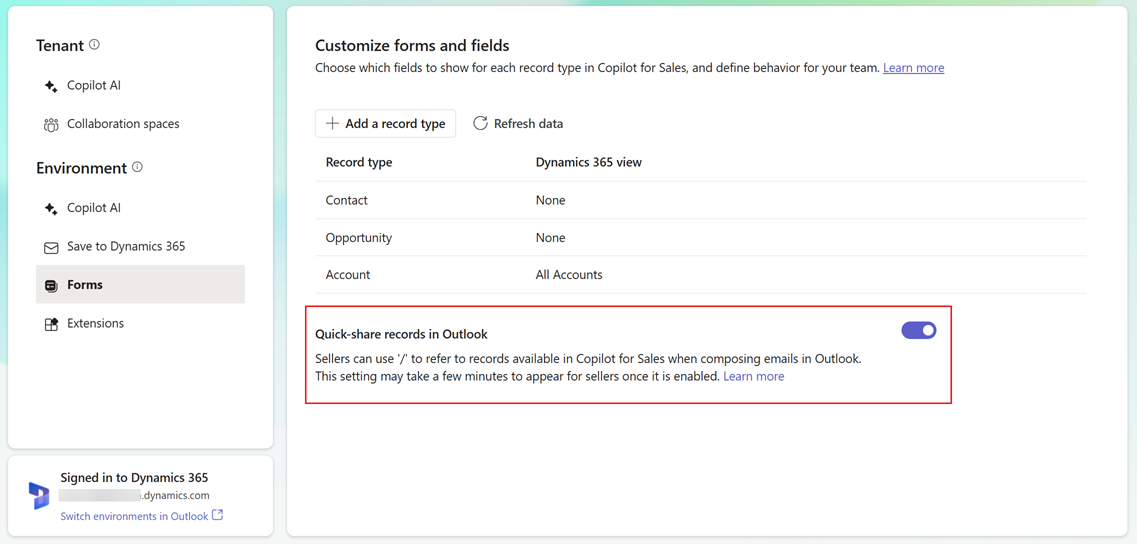 Tenant
Copilot AI
Collaboration spaces
Environment
Copilot AI
Save to Dynamics 365
Forms
Extensions
Signed in to Dynamics 365
.dynamics.com
Switch environments in Outlook
Customize forms and fields
Choose which fields to show for each record type in Copilot for Sales, and define behavior for your team. Learn more
Add a record type Refresh data
Record type Dynamics 365 view
Contact None
Opportunity None
Account All Accounts
Quick-share records in Outlook
Sellers can use '/' to refer to records available in Copilot for Sales when composing emails in Outlook.
This setting may take a few minutes to appear for sellers once it is enabled. Learn more